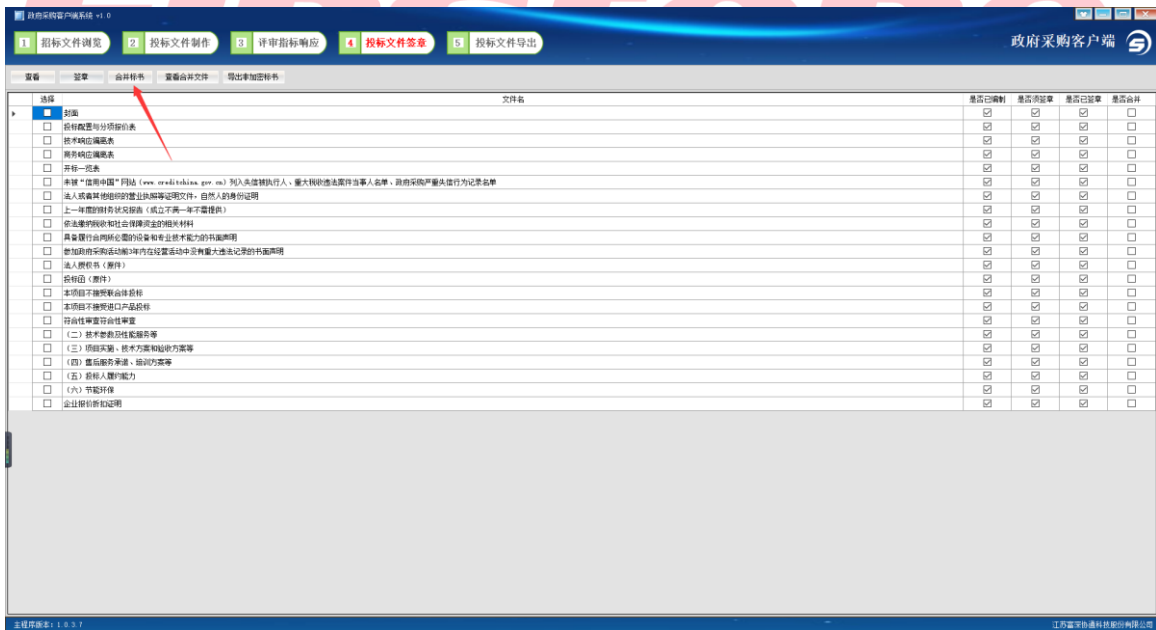 政府采购客户端系统 v1.0
1 招标文件浏览 2 投标文件制作 3 评审指标响应 4 投标文件签章 5 投标文件导出 政府采购客户端
查看 签章 合并标书 查看合并文件 导出非加密标书
选择 文件名 是否已编制 是否须签章 是否已签章 是否合并
封面
投标配置与分项报价表
技术响应偏离表
商务响应偏离表
开标一览表
未被“信用中国”网站（www.creditchina.gov.cn）列入失信被执行人、重大税收违法案件当事人名单、政府采购严重失信行为记录名单
法人或者其他组织的营业执照等证明文件，自然人的身份证明
上一年度的财务状况报告（成立不满一年不需提供）
依法缴纳税收和社会保障资金的相关材料
具备履行合同所必需的设备和专业技术能力的书面声明
参加政府采购活动前3年内在经营活动中没有重大违法记录的书面声明
法人授权书（原件）
投标函（原件）
本项目不接受联合体投标
本项目不接受进口产品投标
符合性审查符合性审查
（二）技术参数及性能服务等
（三）项目实施、技术方案和验收方案等
（四）售后服务承诺、培训方案等
（五）投标人履约能力
（六）节能环保
企业报价折扣证明
主程序版本：1.0.3.7 江苏富深协通科技股份有限公司